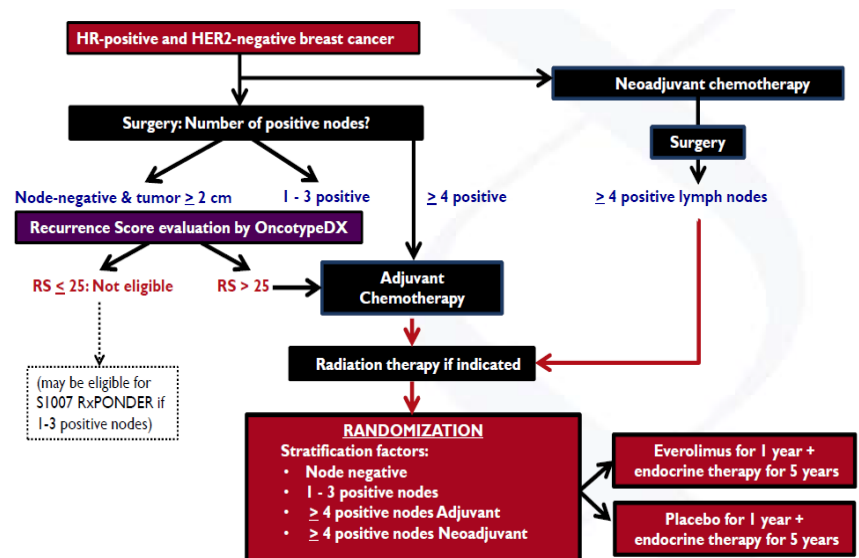 HR-positive and HER2-negative breast cancer
Neoadjuvant chemotherapy
Surgery: Number of positive nodes?
Surgery
Node-negative & tumor ≥ 2 cm
1 - 3 positive
≥ 4 positive
≥ 4 positive lymph nodes
Recurrence Score evaluation by OncotypeDX
RS ≤ 25: Not eligible
RS > 25
Adjuvant
Chemotherapy
Radiation therapy if indicated
(may be eligible for
S1007 RxPONDER if
1-3 positive nodes)
RANDOMIZATION
Stratification factors:
• Node negative
• 1 - 3 positive nodes
• ≥ 4 positive nodes Adjuvant
• ≥ 4 positive nodes Neoadjuvant
Everolimus for 1 year +
endocrine therapy for 5 years
Placebo for 1 year +
endocrine therapy for 5 years